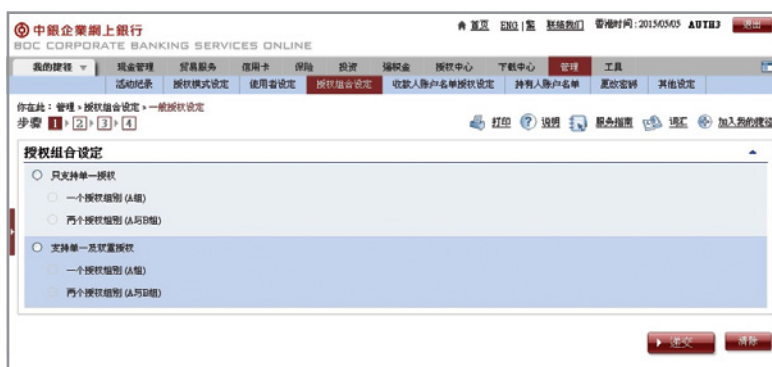 中銀企業網上銀行
BOC CORPORATE BANKING SERVICES ONLINE
首页 ENG | 繁 联络我们 香港时间:2015/05/05 AUTH3 退出
我的捷径 现金管理 贸易服务 信用卡 保险 投资 强积金 授权中心 下载中心 管理 工具
活动纪录 授权模式设定 使用者设定 授权组合设定 收款人账户名单授权设定 持有人账户名单 更改密码 其他设定
你在此: 管理 » 授权组合设定 » 一般授权设定
步骤 1 2 3 4
打印 说明 服务指南 词汇 加入我的捷径
授权组合设定
只支持单一授权
一个授权组别 (A组)
两个授权组别 (A与B组)
支持单一及双重授权
一个授权组别 (A组)
两个授权组别 (A与B组)
递交 清除